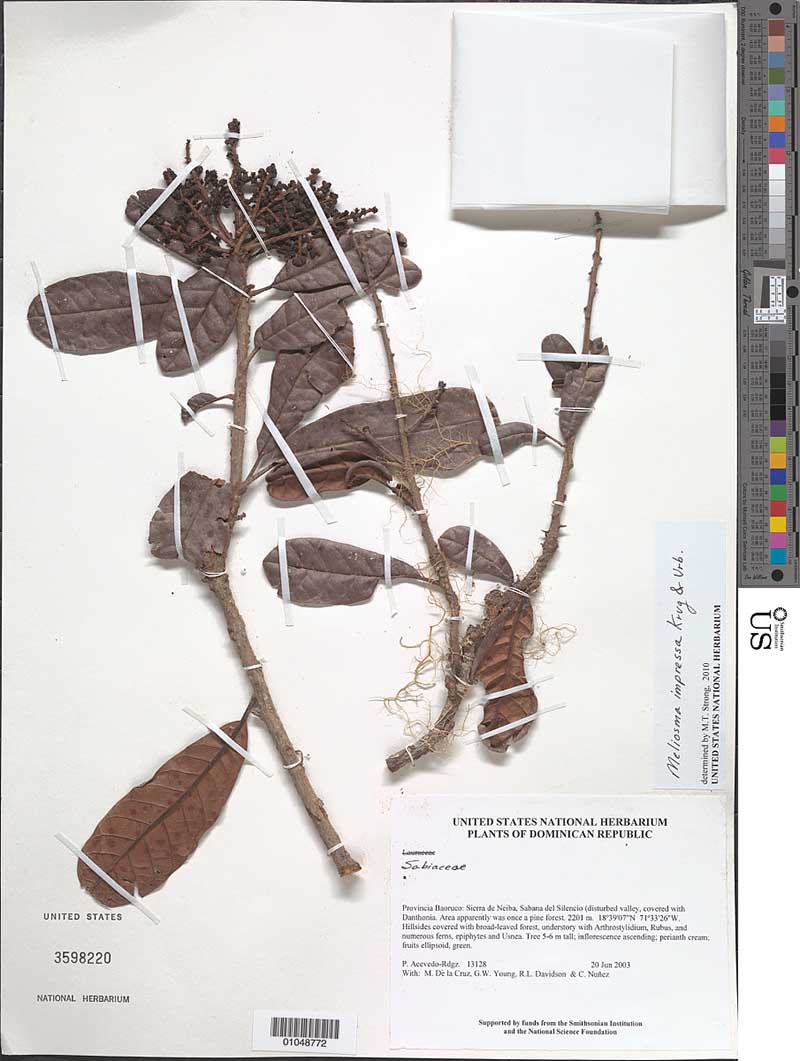 UNITED STATES NATIONAL HERBARIUM
PLANTS OF DOMINICAN REPUBLIC
Lauraceae
Sabiaceae
Provincia Baoruco: Sierra de Neiba, Sabana del Silencio (disturbed valley, covered with
Danthonia. Area apparently was once a pine forest. 2201 m. 18°39'07"N 71°33'26"W.
Hillsides covered with broad-leaved forest, understory with Arthrostylidium, Rubus, and
numerous ferns, epiphytes and Usnea. Tree 5-6 m tall; inflorescence ascending; perianth cream;
fruits ellipsoid, green.
P. Acevedo-Rdgz. 13128 20 Jun 2003
With: M. De la Cruz, G.W. Young, R.L. Davidson & C. Nuñez
Supported by funds from the Smithsonian Institution
and the National Science Foundation
Meliosma impressa Krug & Urb.
determined by M.T. Strong, 2010
UNITED STATES NATIONAL HERBARIUM
UNITED STATES
3598220
NATIONAL HERBARIUM
01048772
US
Smithsonian
Institution
Golden Thread